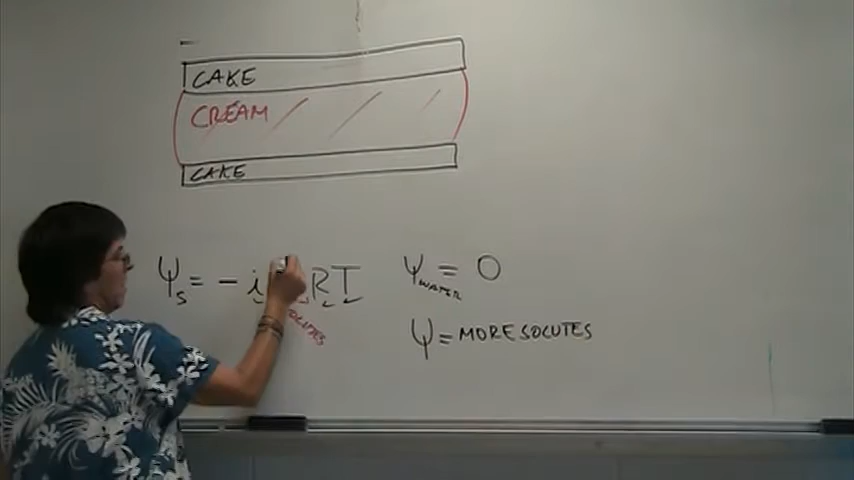 CAKE
CREAM
CAKE
Ψs = - i RT
ΨWATER = 0
Ψ = MORE SOLUTES